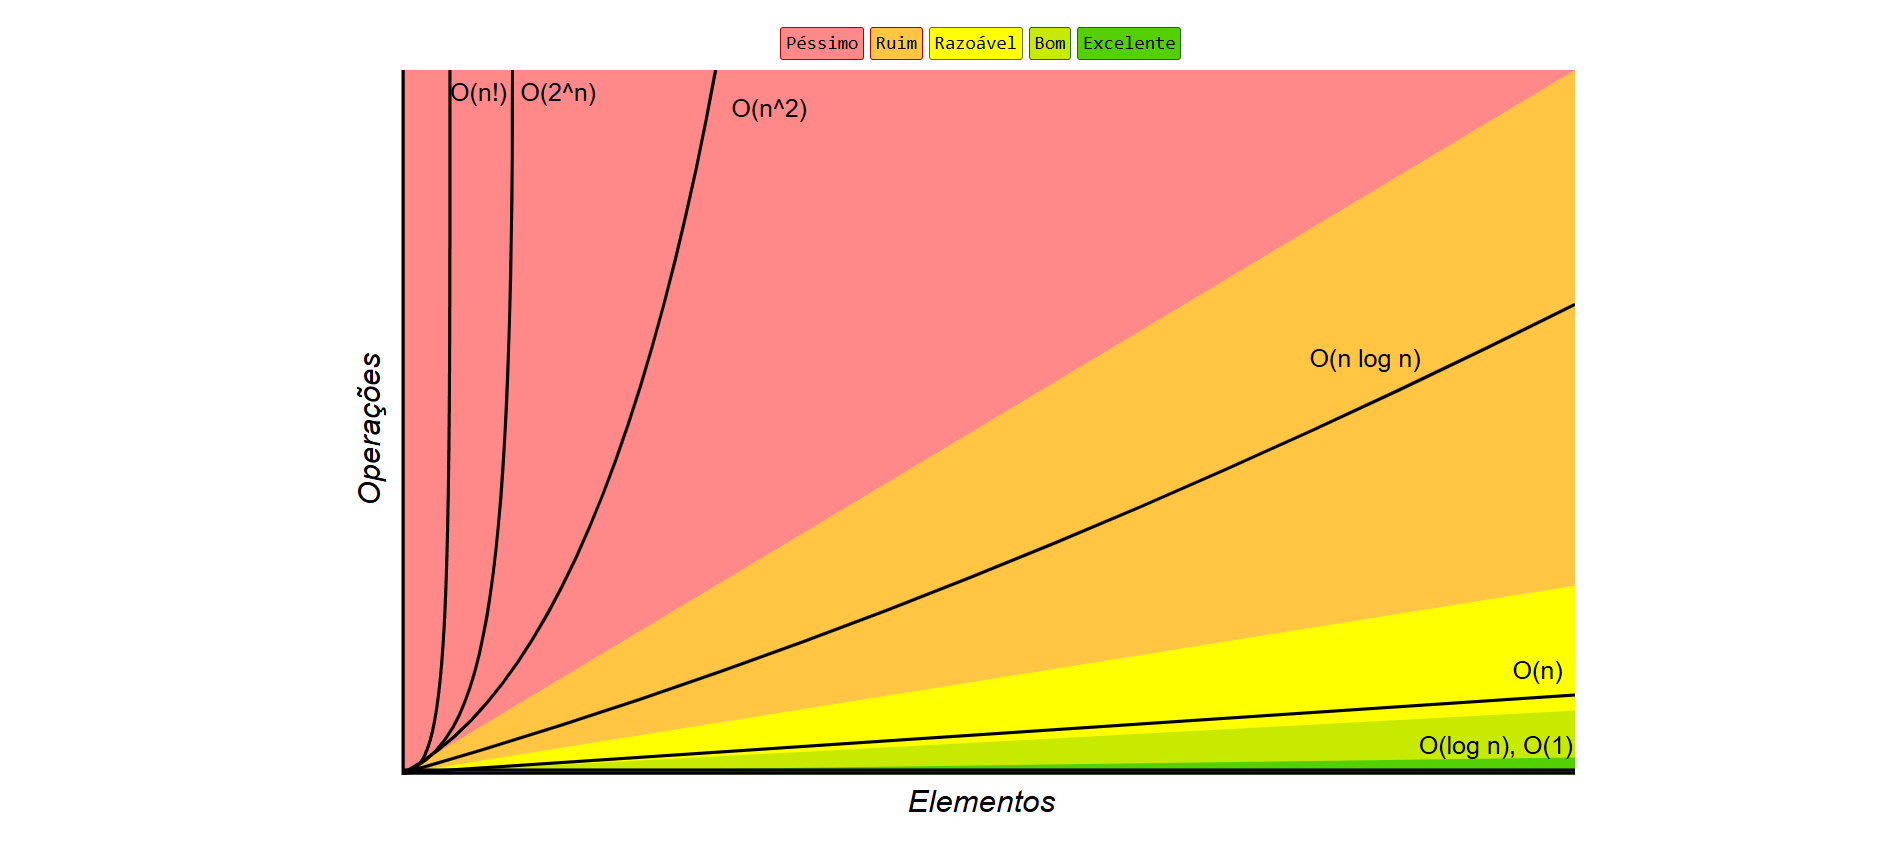 Péssimo Ruim Razoável Bom Excelente
O(n!) O(2^n)
O(n^2)
O(n log n)
O(n)
O(log n), O(1)
Operações
Elementos